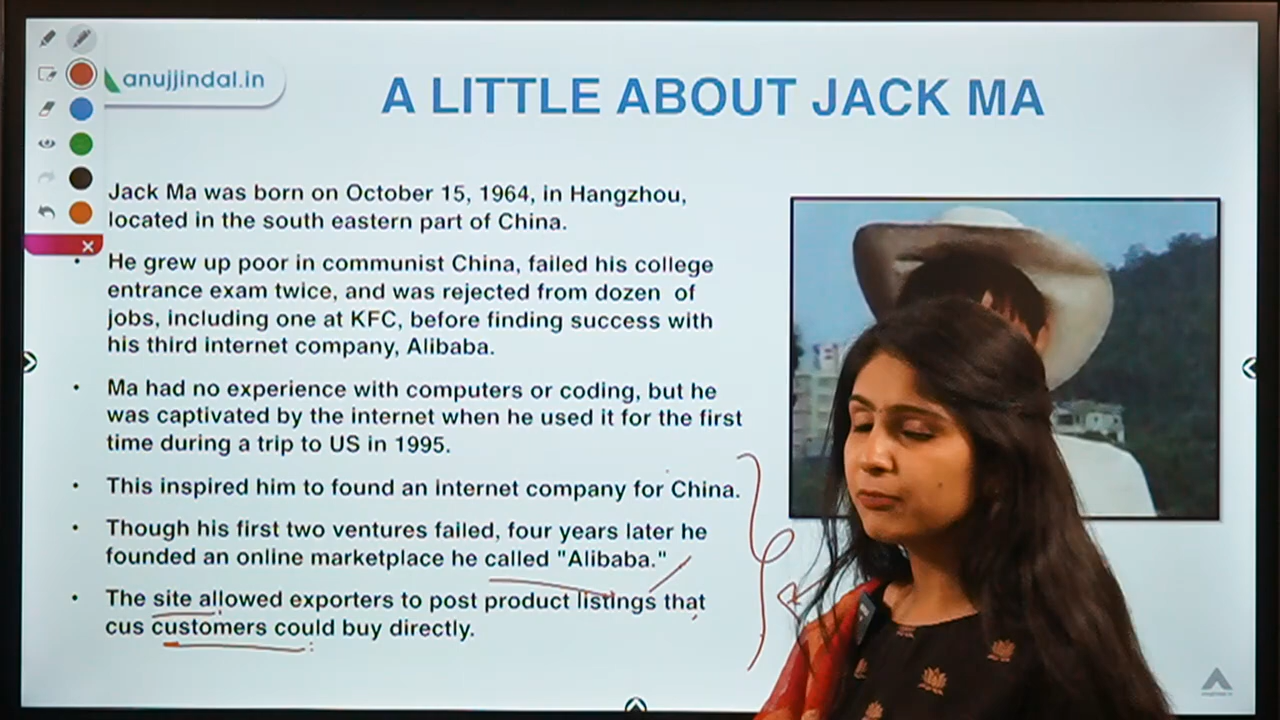 anujjindal.in
A LITTLE ABOUT JACK MA
Jack Ma was born on October 15, 1964, in Hangzhou,
located in the south eastern part of China.
• He grew up poor in communist China, failed his college
entrance exam twice, and was rejected from dozen of
jobs, including one at KFC, before finding success with
his third internet company, Alibaba.
• Ma had no experience with computers or coding, but he
was captivated by the internet when he used it for the first
time during a trip to US in 1995.
• This inspired him to found an Internet company for China.
• Though his first two ventures failed, four years later he
founded an online marketplace he called "Alibaba."
• The site allowed exporters to post product listings that
cus customers could buy directly.